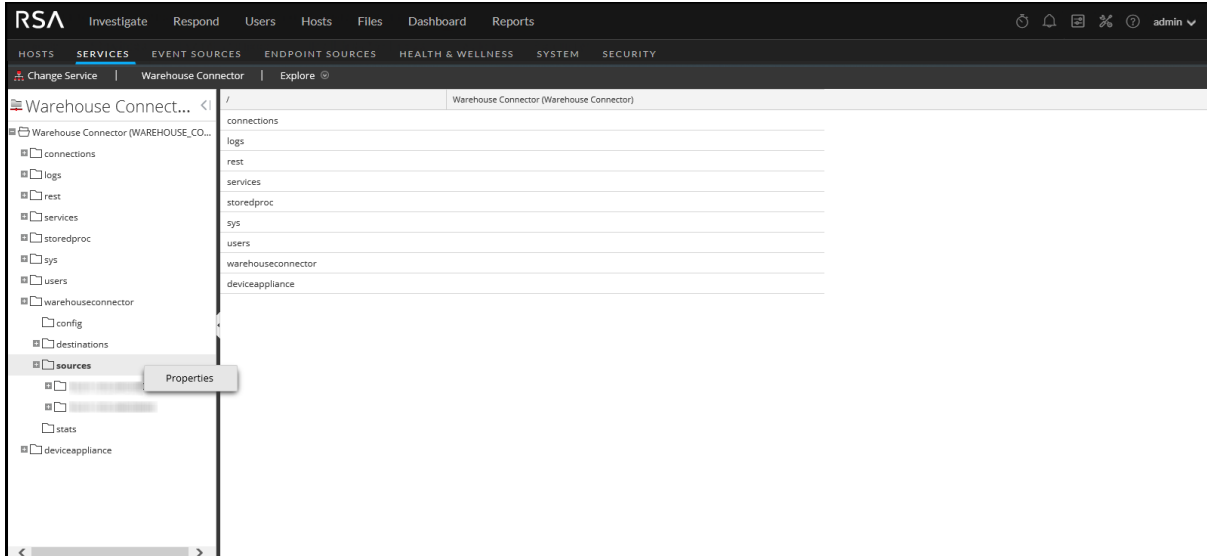 RSA Investigate Respond Users Hosts Files Dashboard Reports admin
HOSTS SERVICES EVENT SOURCES ENDPOINT SOURCES HEALTH & WELLNESS SYSTEM SECURITY
Change Service | Warehouse Connector | Explore
Warehouse Connect...
/ Warehouse Connector (Warehouse Connector)
Warehouse Connector (WAREHOUSE_CO...
connections
logs
rest
services
storedproc
sys
users
warehouseconnector
config
destinations
sources
Properties
stats
deviceappliance
connections
logs
rest
services
storedproc
sys
users
warehouseconnector
deviceappliance